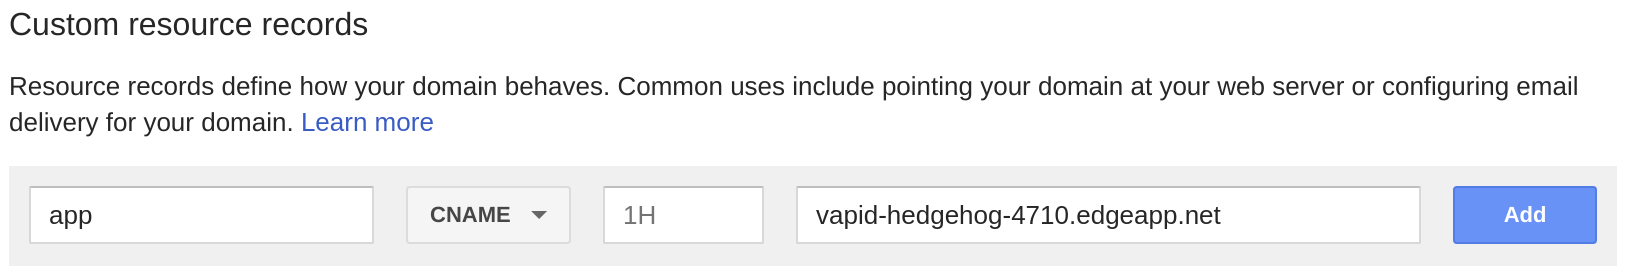 Custom resource records
Resource records define how your domain behaves. Common uses include pointing your domain at your web server or configuring email
delivery for your domain. Learn more
app CNAME 1H vapid-hedgehog-4710.edgeapp.net Add